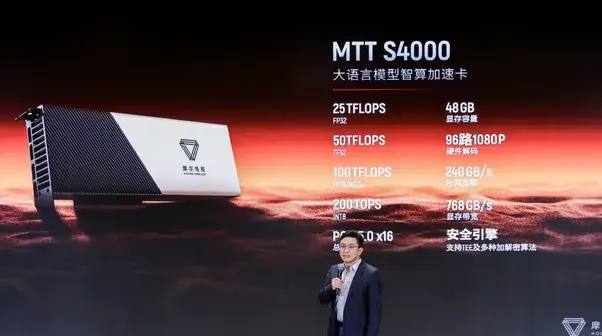 MTT S4000
大语言模型智算加速卡
25TFLOPS
FP32
48GB
显存容量
50TFLOPS
TF32
96路1080P
硬件解码
100TFLOPS
FP16/BF16
240GB/s
片间互联
200TOPS
INT8
768GB/s
显存带宽
5.0 x16
安全引擎
支持TEE及多种加解密算法
摩尔线程
MOORE THREADS
摩